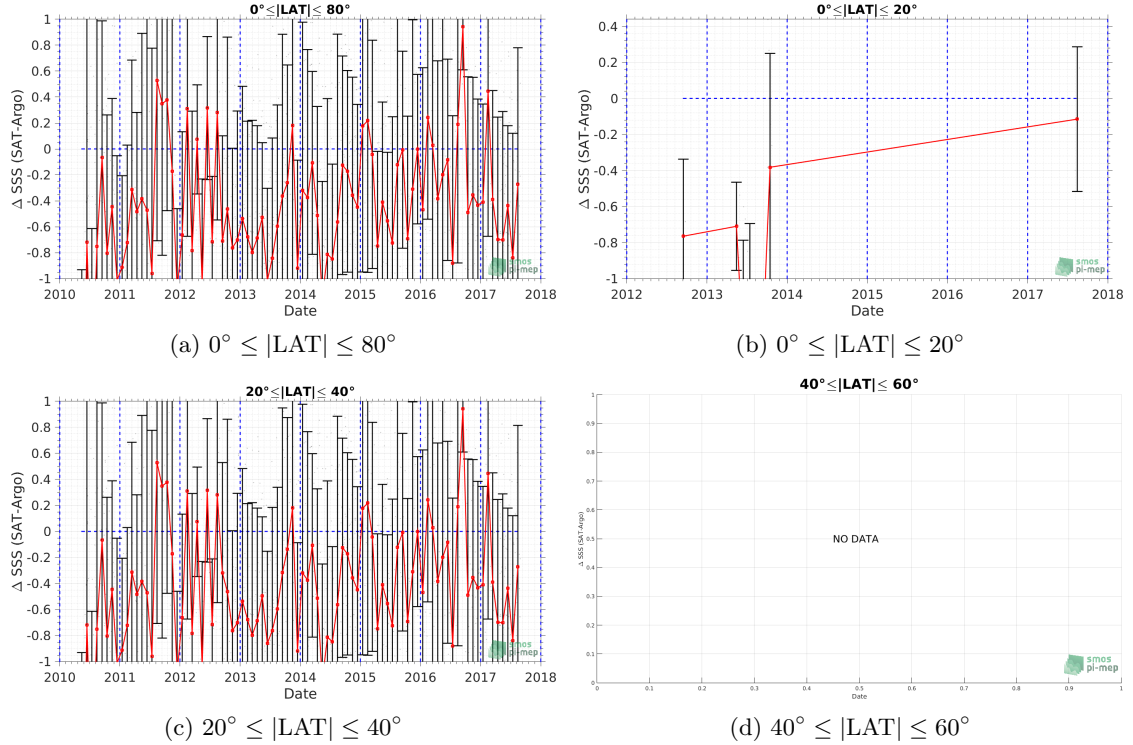 0°≤|LAT|≤ 80°
Δ SSS (SAT-Argo)
1
0.8
0.6
0.4
0.2
0
-0.2
-0.4
-0.6
-0.8
-1
2010 2011 2012 2013 2014 2015 2016 2017 2018
Date
smos
pi-mep
(a) 0° ≤ |LAT| ≤ 80°
0°≤|LAT|≤ 20°
Δ SSS (SAT-Argo)
0.4
0.2
0
-0.2
-0.4
-0.6
-0.8
-1
2012 2013 2014 2015 2016 2017 2018
Date
smos
pi-mep
(b) 0° ≤ |LAT| ≤ 20°
20°≤|LAT|≤ 40°
Δ SSS (SAT-Argo)
1
0.8
0.6
0.4
0.2
0
-0.2
-0.4
-0.6
-0.8
-1
2010 2011 2012 2013 2014 2015 2016 2017 2018
Date
smos
pi-mep
(c) 20° ≤ |LAT| ≤ 40°
40°≤|LAT|≤ 60°
Δ SSS (SAT-Argo)
1
0.9
0.8
0.7
0.6
0.5
0.4
0.3
0.2
0.1
0
NO DATA
0 0.1 0.2 0.3 0.4 0.5 0.6 0.7 0.8 0.9 1
Date
smos
pi-mep
(d) 40° ≤ |LAT| ≤ 60°